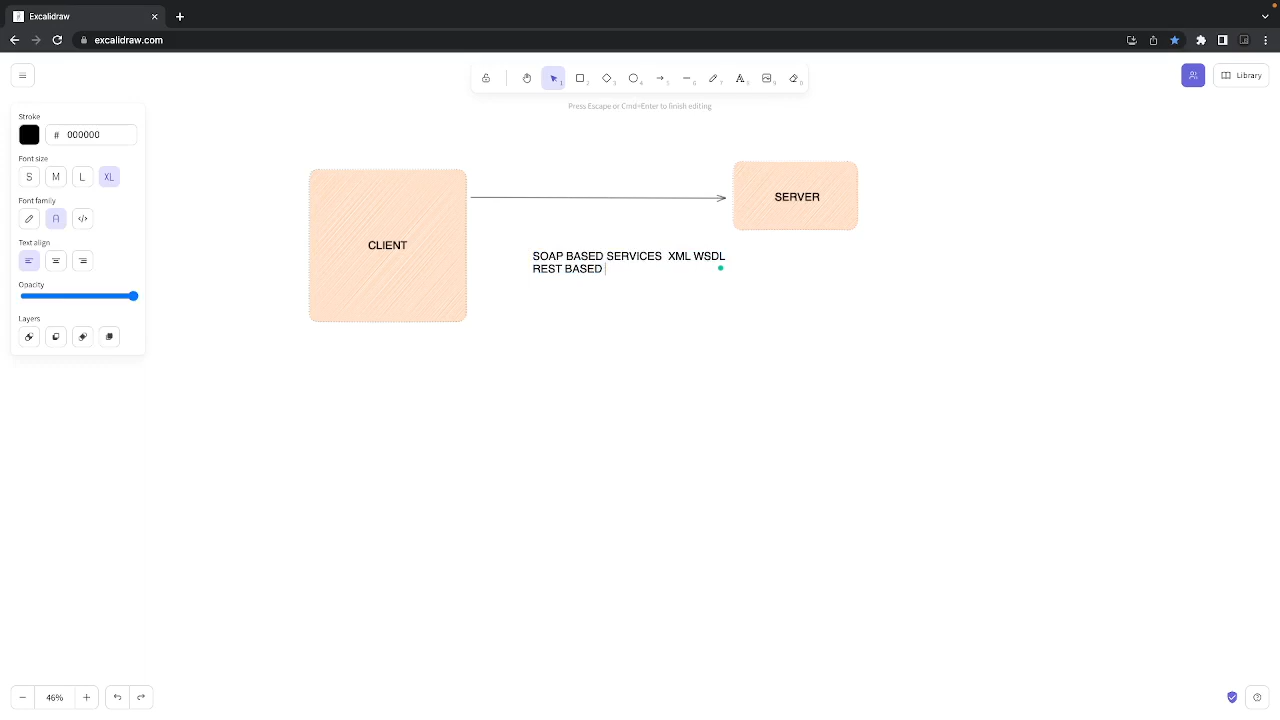 Excalidraw
excalidraw.com
Library
Press Escape or Cmd+Enter to finish editing
Stroke
# 000000
Font size
S M L XL
Font family
Text align
Opacity
Layers
CLIENT
SERVER
SOAP BASED SERVICES  XML WSDL
REST BASED
46%